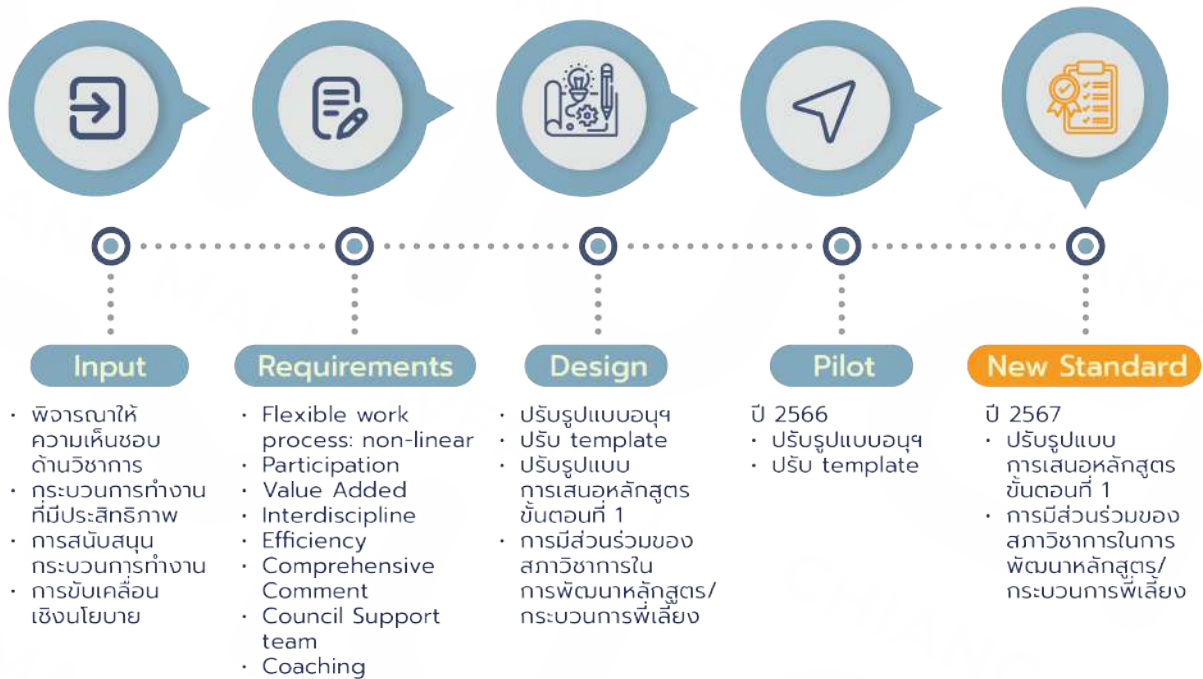 Input
· พิจารณาให้
ความเห็นชอบ
ด้านวิชาการ
· กระบวนการทำงาน
ที่มีประสิทธิภาพ
· การสนับสนุน
กระบวนการทำงาน
· การขับเคลื่อน
เชิงนโยบาย
Requirements
· Flexible work
process: non-linear
· Participation
· Value Added
· Interdiscipline
· Efficiency
· Comprehensive
Comment
· Council Support
team
· Coaching
Design
· ปรับรูปแบบอนุฯ
· ปรับ template
· ปรับรูปแบบ
การเสนอหลักสูตร
ขั้นตอนที่ 1
· การมีส่วนร่วมของ
สภาวิชาการใน
การพัฒนาหลักสูตร/
กระบวนการพี่เลี้ยง
Pilot
ปี 2566
· ปรับรูปแบบอนุฯ
· ปรับ template
New Standard
ปี 2567
· ปรับรูปแบบ
การเสนอหลักสูตร
ขั้นตอนที่ 1
· การมีส่วนร่วมของ
สภาวิชาการในการ
พัฒนาหลักสูตร/
กระบวนการพี่เลี้ยง